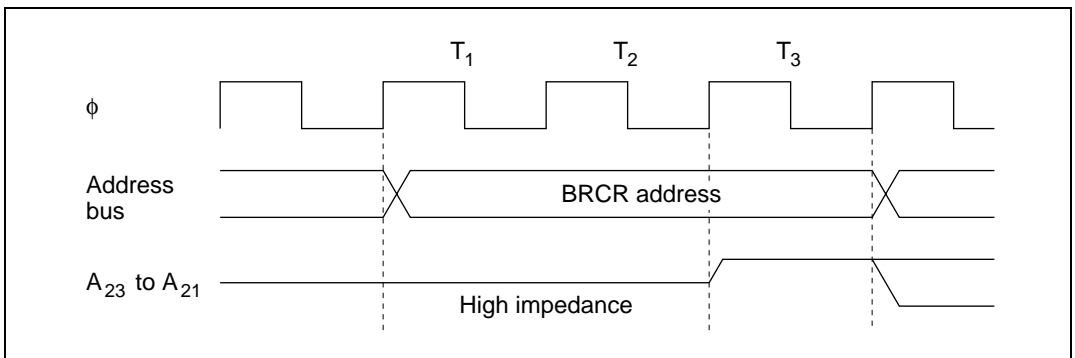 T1 T2 T3
φ
Address
bus
BRCR address
A23 to A21
High impedance